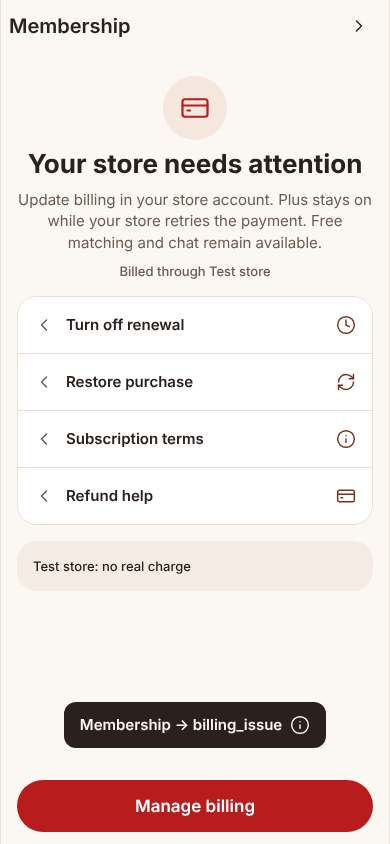 Membership
Your store needs attention
Update billing in your store account. Plus stays on
while your store retries the payment. Free
matching and chat remain available.
Billed through Test store
Turn off renewal
Restore purchase
Subscription terms
Refund help
Test store: no real charge
Membership → billing_issue
Manage billing